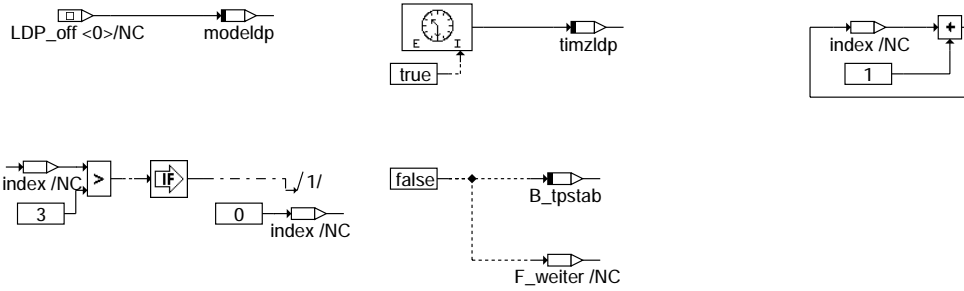 LDP_off <0>/NC
modeldp
E I
timzldp
true
index /NC
+
1
index /NC
>
IF
/1/
3
0
index /NC
false
B_tpstab
F_weiter /NC